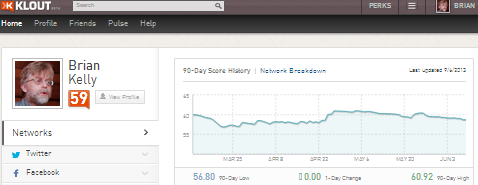 KLOUT BETA
Search
PERKS
BRIAN
Home Profile Friends Pulse Help
Brian
Kelly
59 View Profile
Networks
Twitter
Facebook
90-Day Score History | Network Breakdown
Last updated 9/6/2013
65
60
55
MAR 25 APR 8 APR 22 MAY 6 MAY 20 JUN 3
56.80 90-Day Low
0.00 1-Day Change
60.92 90-Day High